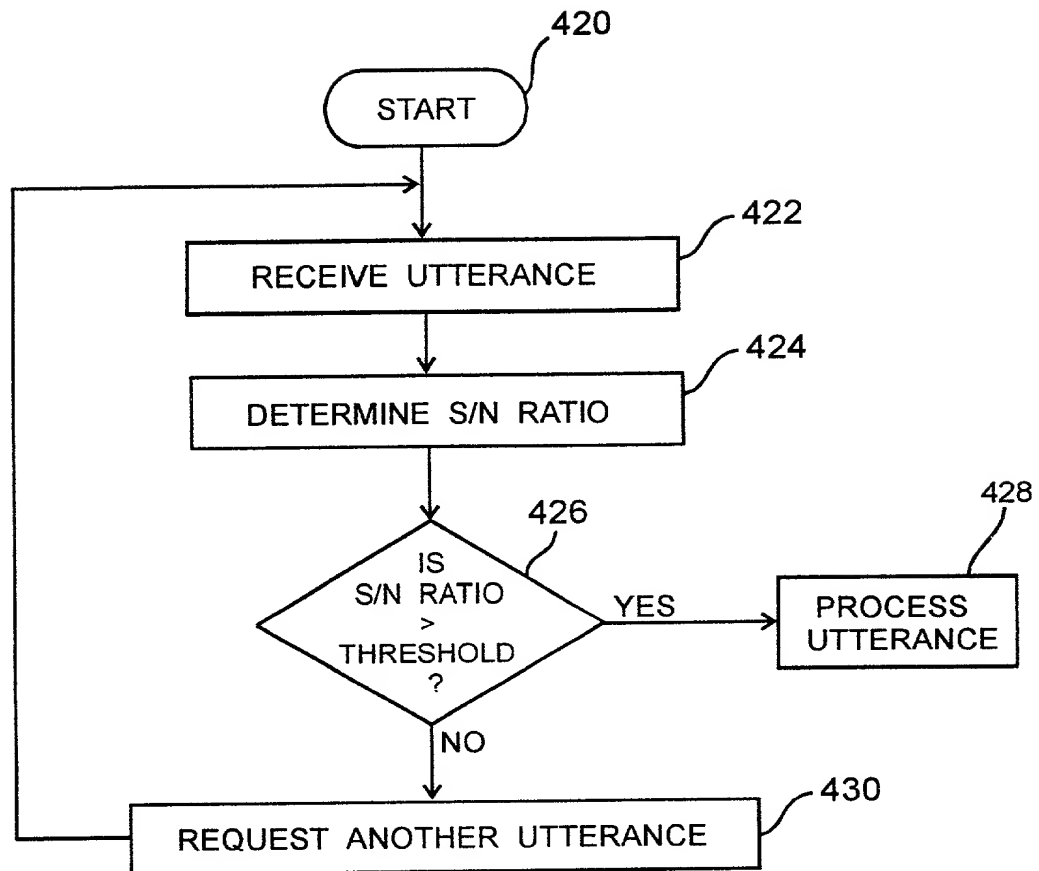 420
START
422
RECEIVE UTTERANCE
424
DETERMINE S/N RATIO
426
IS
S/N RATIO
>
THRESHOLD
?
YES
428
PROCESS
UTTERANCE
NO
430
REQUEST ANOTHER UTTERANCE